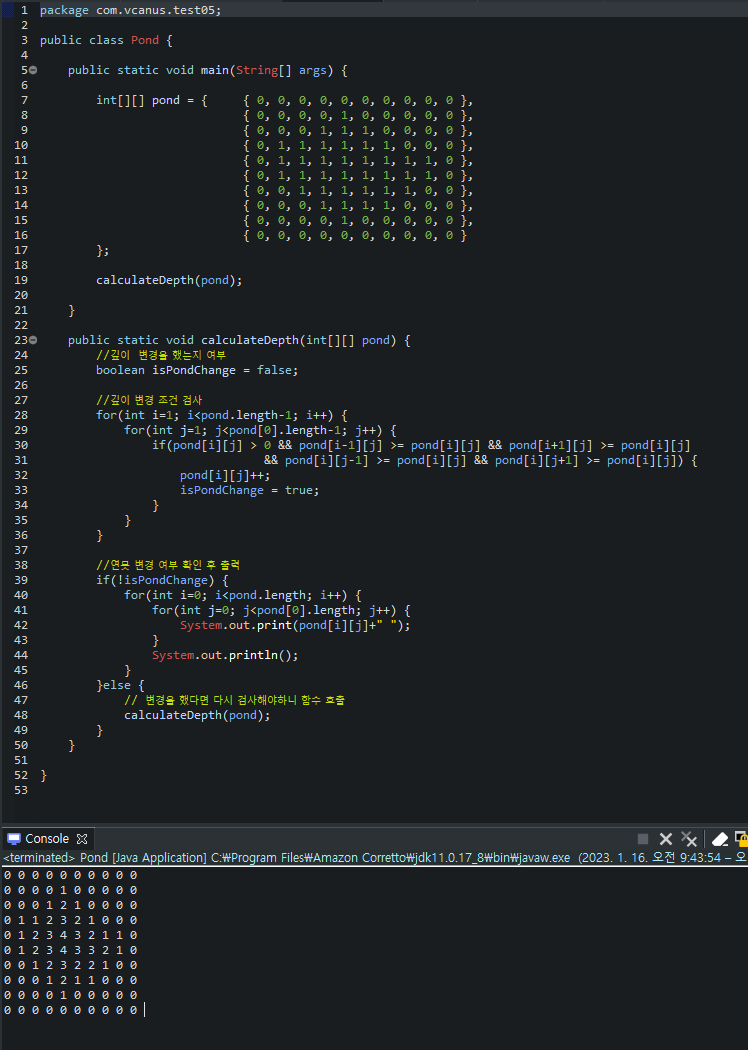 1 package com.vcanus.test05;
2
3 public class Pond {
4
5 public static void main(String[] args) {
6
7 int[][] pond = { { 0, 0, 0, 0, 0, 0, 0, 0, 0, 0 },
8 { 0, 0, 0, 0, 1, 0, 0, 0, 0, 0 },
9 { 0, 0, 0, 1, 1, 1, 0, 0, 0, 0 },
10 { 0, 1, 1, 1, 1, 1, 1, 0, 0, 0 },
11 { 0, 1, 1, 1, 1, 1, 1, 1, 1, 0 },
12 { 0, 1, 1, 1, 1, 1, 1, 1, 1, 0 },
13 { 0, 0, 1, 1, 1, 1, 1, 1, 0, 0 },
14 { 0, 0, 0, 1, 1, 1, 1, 0, 0, 0 },
15 { 0, 0, 0, 0, 1, 0, 0, 0, 0, 0 },
16 { 0, 0, 0, 0, 0, 0, 0, 0, 0, 0 }
17 };
18
19 calculateDepth(pond);
20
21 }
22
23 public static void calculateDepth(int[][] pond) {
24 //깊이 변경을 했는지 여부
25 boolean isPondChange = false;
26
27 //깊이 변경 조건 검사
28 for(int i=1; i<pond.length-1; i++) {
29 for(int j=1; j<pond[0].length-1; j++) {
30 if(pond[i][j] > 0 && pond[i-1][j] >= pond[i][j] && pond[i+1][j] >= pond[i][j]
31 && pond[i][j-1] >= pond[i][j] && pond[i][j+1] >= pond[i][j]) {
32 pond[i][j]++;
33 isPondChange = true;
34 }
35 }
36 }
37
38 //연못 변경 여부 확인 후 출력
39 if(!isPondChange) {
40 for(int i=0; i<pond.length; i++) {
41 for(int j=0; j<pond[0].length; j++) {
42 System.out.print(pond[i][j]+" ");
43 }
44 System.out.println();
45 }
46 }else {
47 // 변경을 했다면 다시 검사해야하니 함수 호출
48 calculateDepth(pond);
49 }
50 }
51
52 }
53
Console
<terminated> Pond [Java Application] C:₩Program Files₩Amazon Corretto₩jdk11.0.17_8₩bin₩javaw.exe (2023. 1. 16. 오전 9:43:54 – 오
0 0 0 0 0 0 0 0 0 0
0 0 0 0 1 0 0 0 0 0
0 0 0 1 2 1 0 0 0 0
0 1 1 2 3 2 1 0 0 0
0 1 2 3 4 3 2 1 1 0
0 1 2 3 4 3 3 2 1 0
0 0 1 2 3 2 2 1 0 0
0 0 0 1 2 1 1 0 0 0
0 0 0 0 1 0 0 0 0 0
0 0 0 0 0 0 0 0 0 0